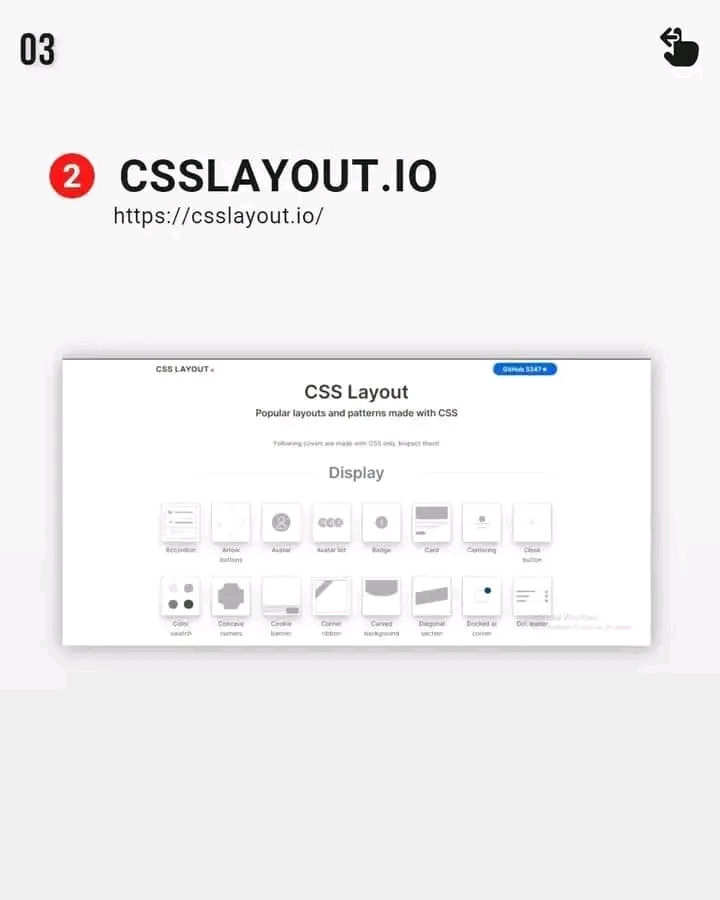 03
2 CSSLAYOUT.IO
https://csslayout.io/
CSS LAYOUT
GitHub 5347★
CSS Layout
Popular layouts and patterns made with CSS
Following covers are made with CSS only. Inspect them!
Display
Accordion Arrow buttons Avatar Avatar list Badge Card Centering Close button
Color swatch Concave corners Cookie banner Corner ribbon Curved background Diagonal section Docked at corner Dot leader